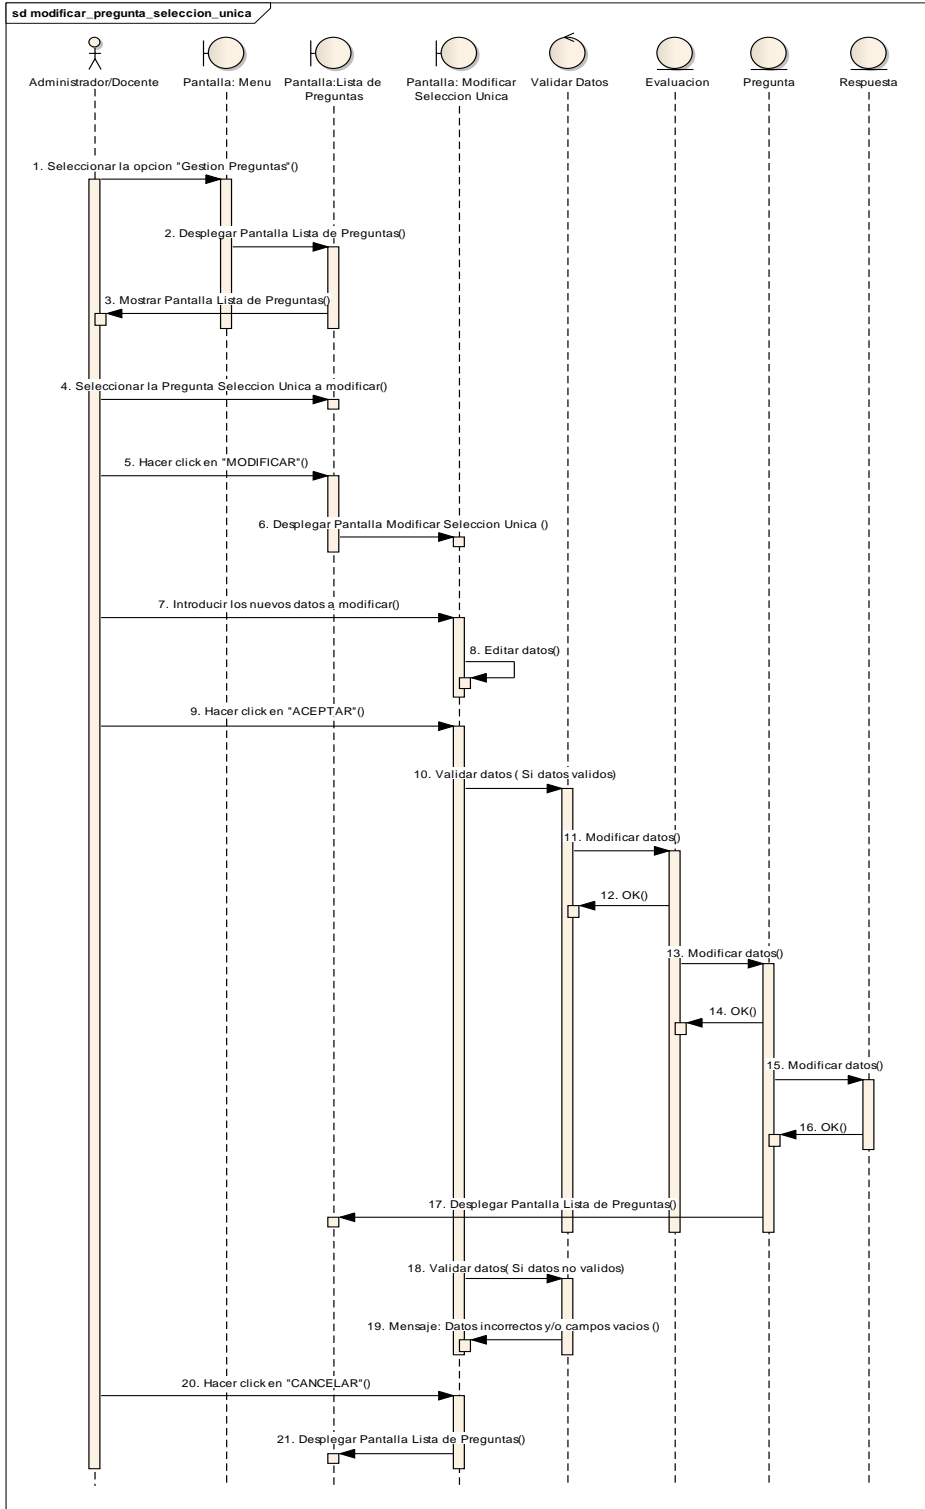 sd modificar_pregunta_seleccion_unica
Administrador/Docente
Pantalla: Menu
Pantalla:Lista de
Preguntas
Pantalla: Modificar
Seleccion Unica
Validar Datos
Evaluacion
Pregunta
Respuesta
1. Seleccionar la opcion "Gestion Preguntas"()
2. Desplegar Pantalla Lista de Preguntas()
3. Mostrar Pantalla Lista de Preguntas()
4. Seleccionar la Pregunta Seleccion Unica a modificar()
5. Hacer click en "MODIFICAR"()
6. Desplegar Pantalla Modificar Seleccion Unica ()
7. Introducir los nuevos datos a modificar()
8. Editar datos()
9. Hacer click en "ACEPTAR"()
10. Validar datos ( Si datos validos)
11. Modificar datos()
12. OK()
13. Modificar datos()
14. OK()
15. Modificar datos()
16. OK()
17. Desplegar Pantalla Lista de Preguntas()
18. Validar datos( Si datos no validos)
19. Mensaje: Datos incorrectos y/o campos vacios ()
20. Hacer click en "CANCELAR"()
21. Desplegar Pantalla Lista de Preguntas()